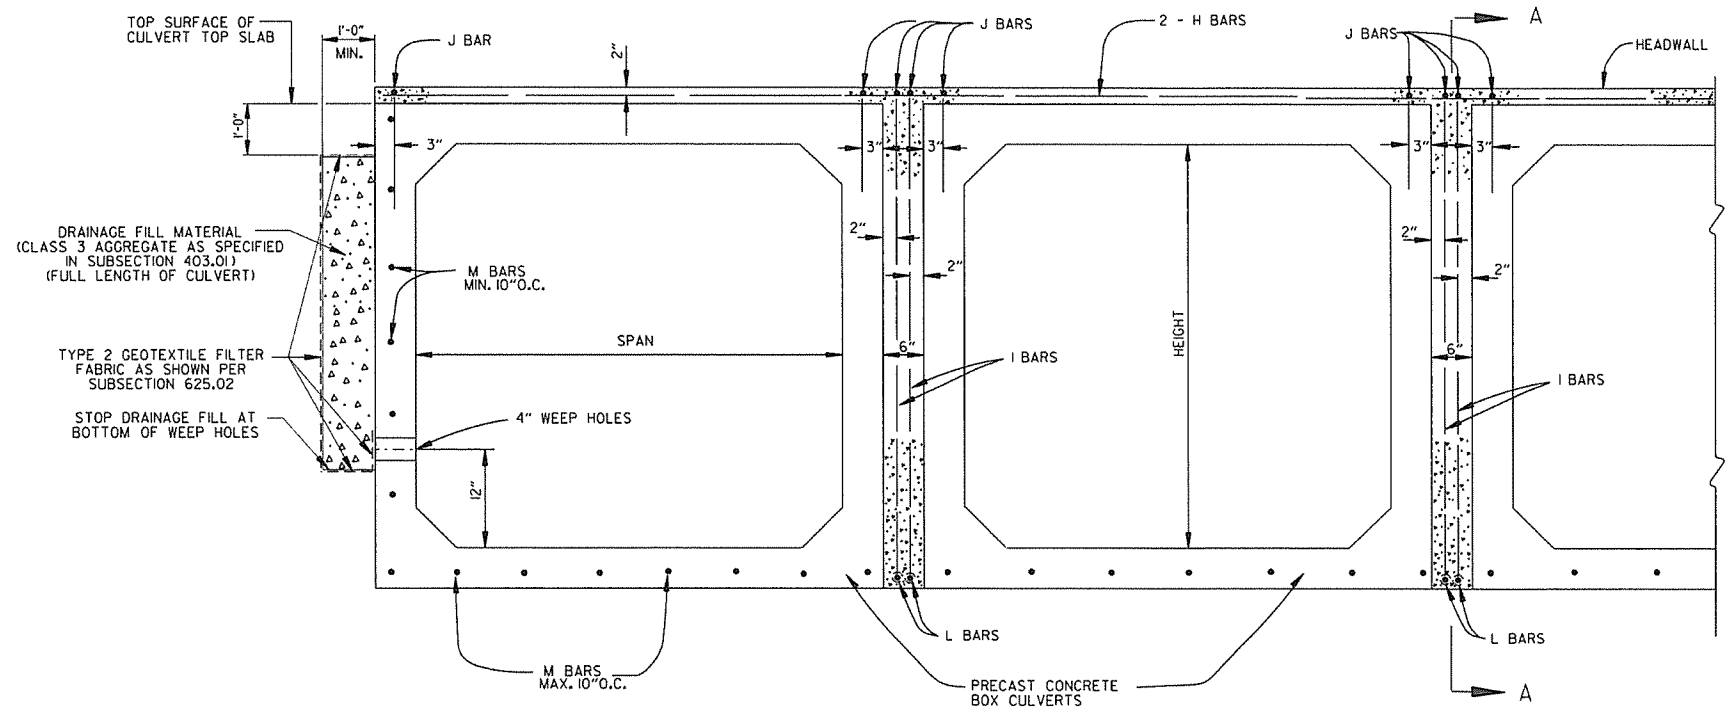 TOP SURFACE OF
CULVERT TOP SLAB
1'-0"
MIN.
J BAR
2"
J BARS
2 - H BARS
J BARS
A
HEADWALL
1'-0"
3"
3"
3"
3"
3"
DRAINAGE FILL MATERIAL
(CLASS 3 AGGREGATE AS SPECIFIED
IN SUBSECTION 403.01)
(FULL LENGTH OF CULVERT)
M BARS
MIN. 10"O.C.
2"
2"
2"
2"
SPAN
HEIGHT
6"
6"
I BARS
I BARS
TYPE 2 GEOTEXTILE FILTER
FABRIC AS SHOWN PER
SUBSECTION 625.02
STOP DRAINAGE FILL AT
BOTTOM OF WEEP HOLES
4" WEEP HOLES
12"
L BARS
L BARS
M BARS
MAX. 10"O.C.
PRECAST CONCRETE
BOX CULVERTS
A